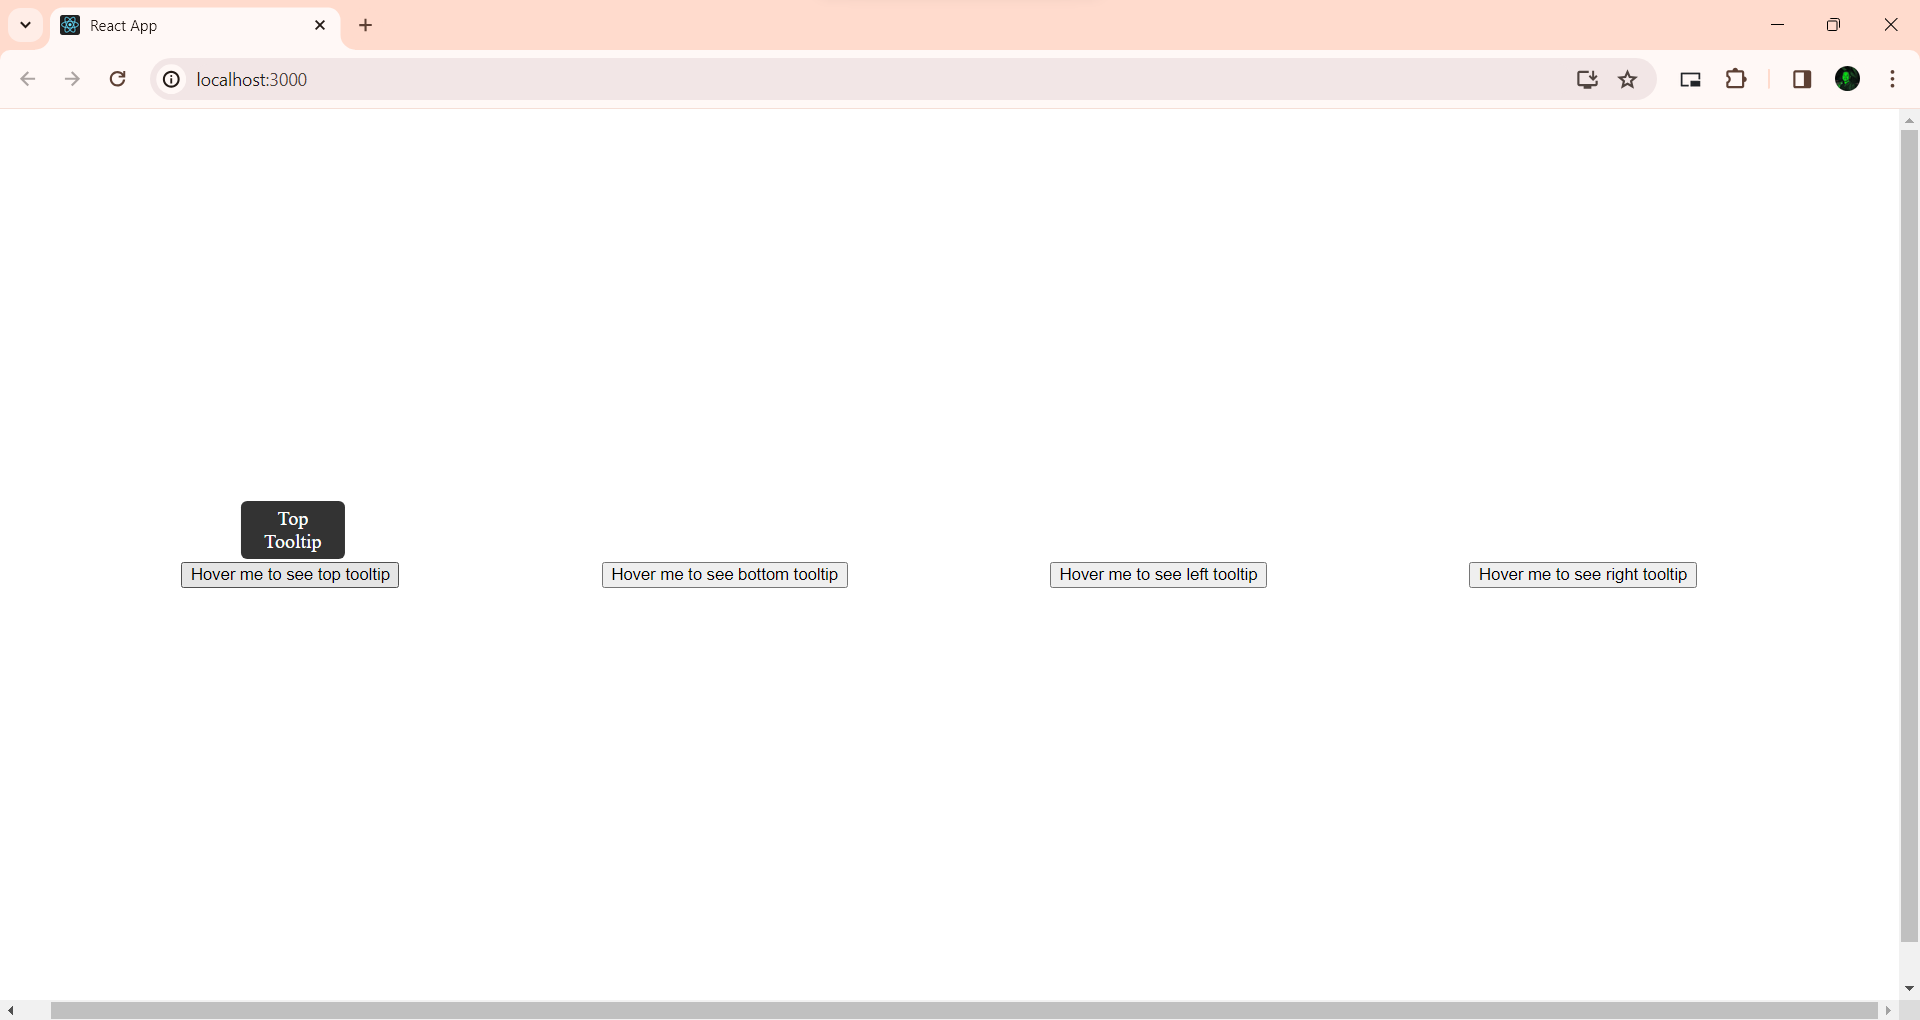 React App
localhost:3000
Top
Tooltip
Hover me to see top tooltip
Hover me to see bottom tooltip
Hover me to see left tooltip
Hover me to see right tooltip